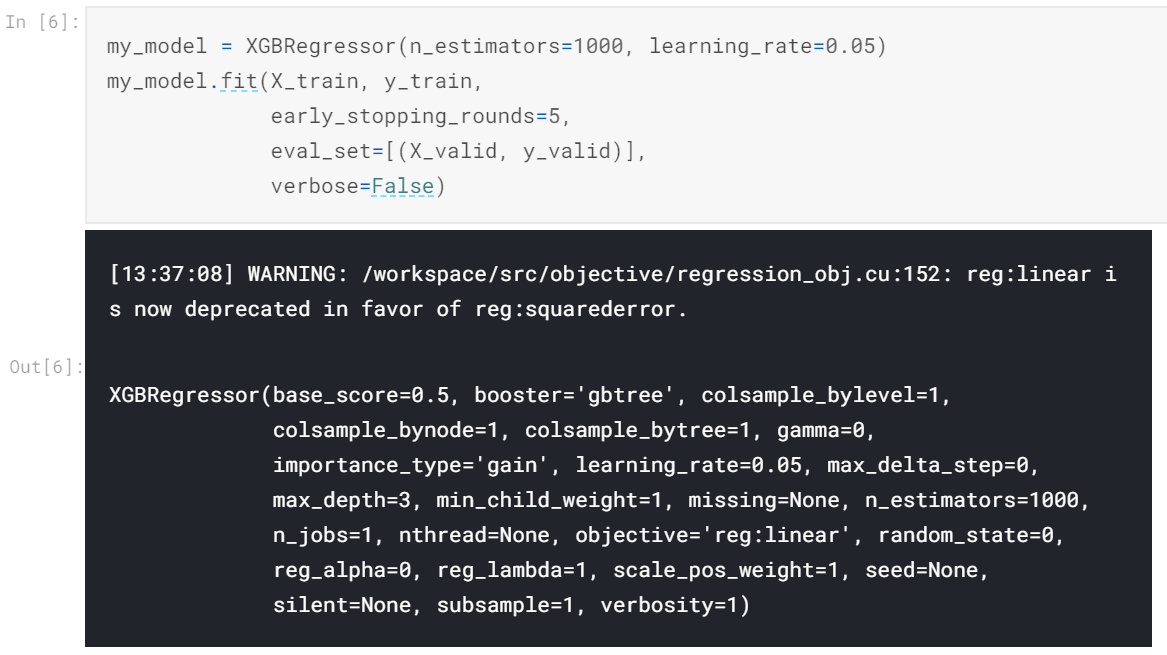 In [6]:
my_model = XGBRegressor(n_estimators=1000, learning_rate=0.05)
my_model.fit(X_train, y_train,
             early_stopping_rounds=5,
             eval_set=[(X_valid, y_valid)],
             verbose=False)
[13:37:08] WARNING: /workspace/src/objective/regression_obj.cu:152: reg:linear i
s now deprecated in favor of reg:squarederror.
Out[6]:
XGBRegressor(base_score=0.5, booster='gbtree', colsample_bylevel=1,
             colsample_bynode=1, colsample_bytree=1, gamma=0,
             importance_type='gain', learning_rate=0.05, max_delta_step=0,
             max_depth=3, min_child_weight=1, missing=None, n_estimators=1000,
             n_jobs=1, nthread=None, objective='reg:linear', random_state=0,
             reg_alpha=0, reg_lambda=1, scale_pos_weight=1, seed=None,
             silent=None, subsample=1, verbosity=1)